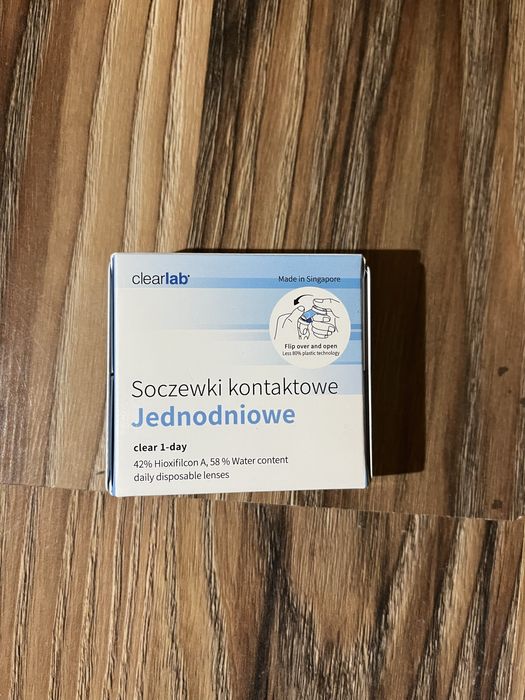 clearlab
Made in Singapore
Flip over and open
Less 80% plastic technology
Soczewki kontaktowe
Jednodniowe
clear 1-day
42% Hioxifilcon A, 58 % Water content
daily disposable lenses